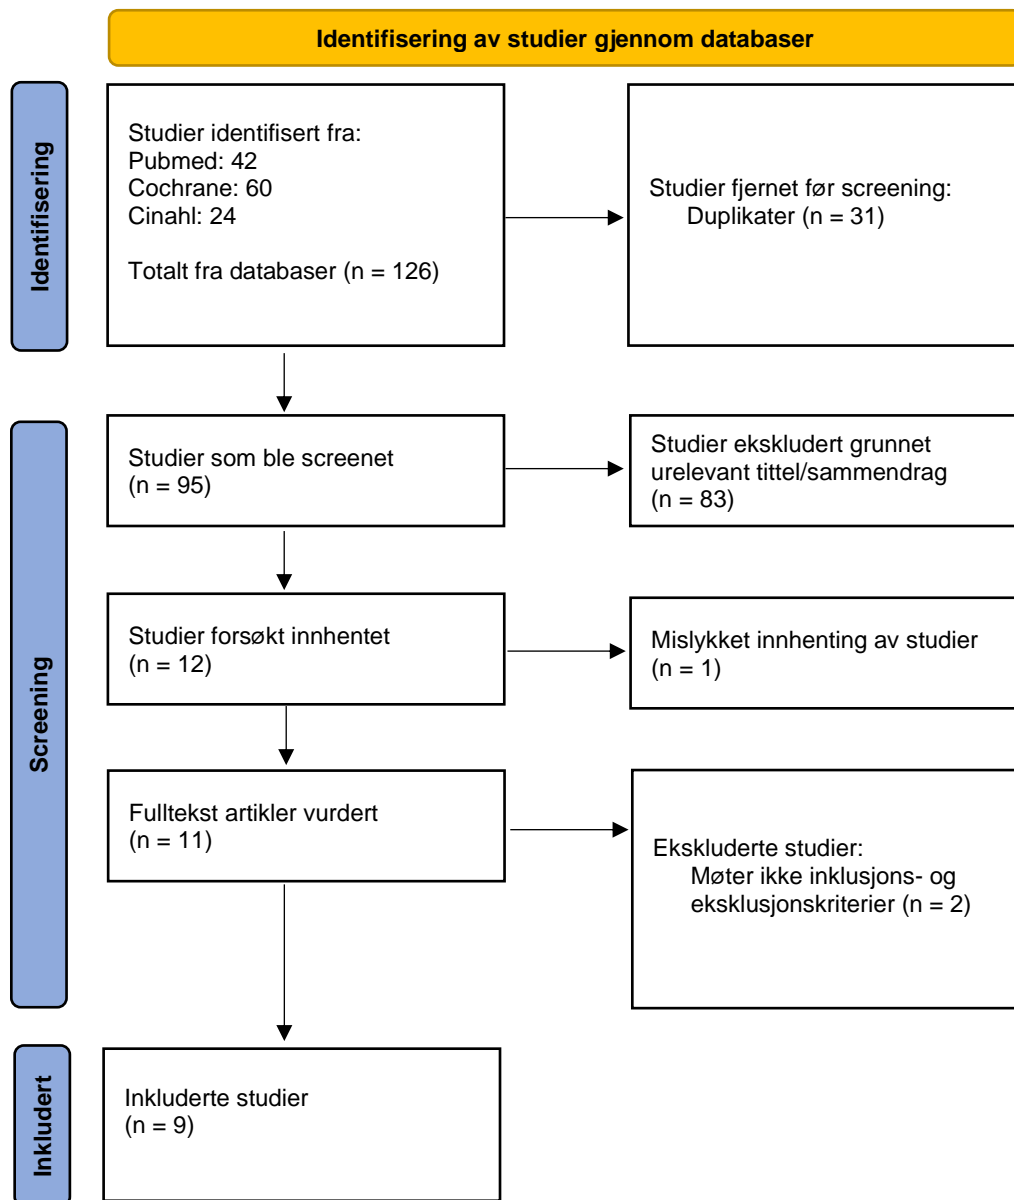 Identifisering av studier gjennom databaser
Identifisering
Studier identifisert fra:
Pubmed: 42
Cochrane: 60
Cinahl: 24
Totalt fra databaser (n = 126)
Studier fjernet før screening:
Duplikater (n = 31)
Screening
Studier som ble screenet
(n = 95)
Studier ekskludert grunnet
urelevant tittel/sammendrag
(n = 83)
Studier forsøkt innhentet
(n = 12)
Mislykket innhenting av studier
(n = 1)
Fulltekst artikler vurdert
(n = 11)
Ekskluderte studier:
Møter ikke inklusjons- og
eksklusjonskriterier (n = 2)
Inkludert
Inkluderte studier
(n = 9)